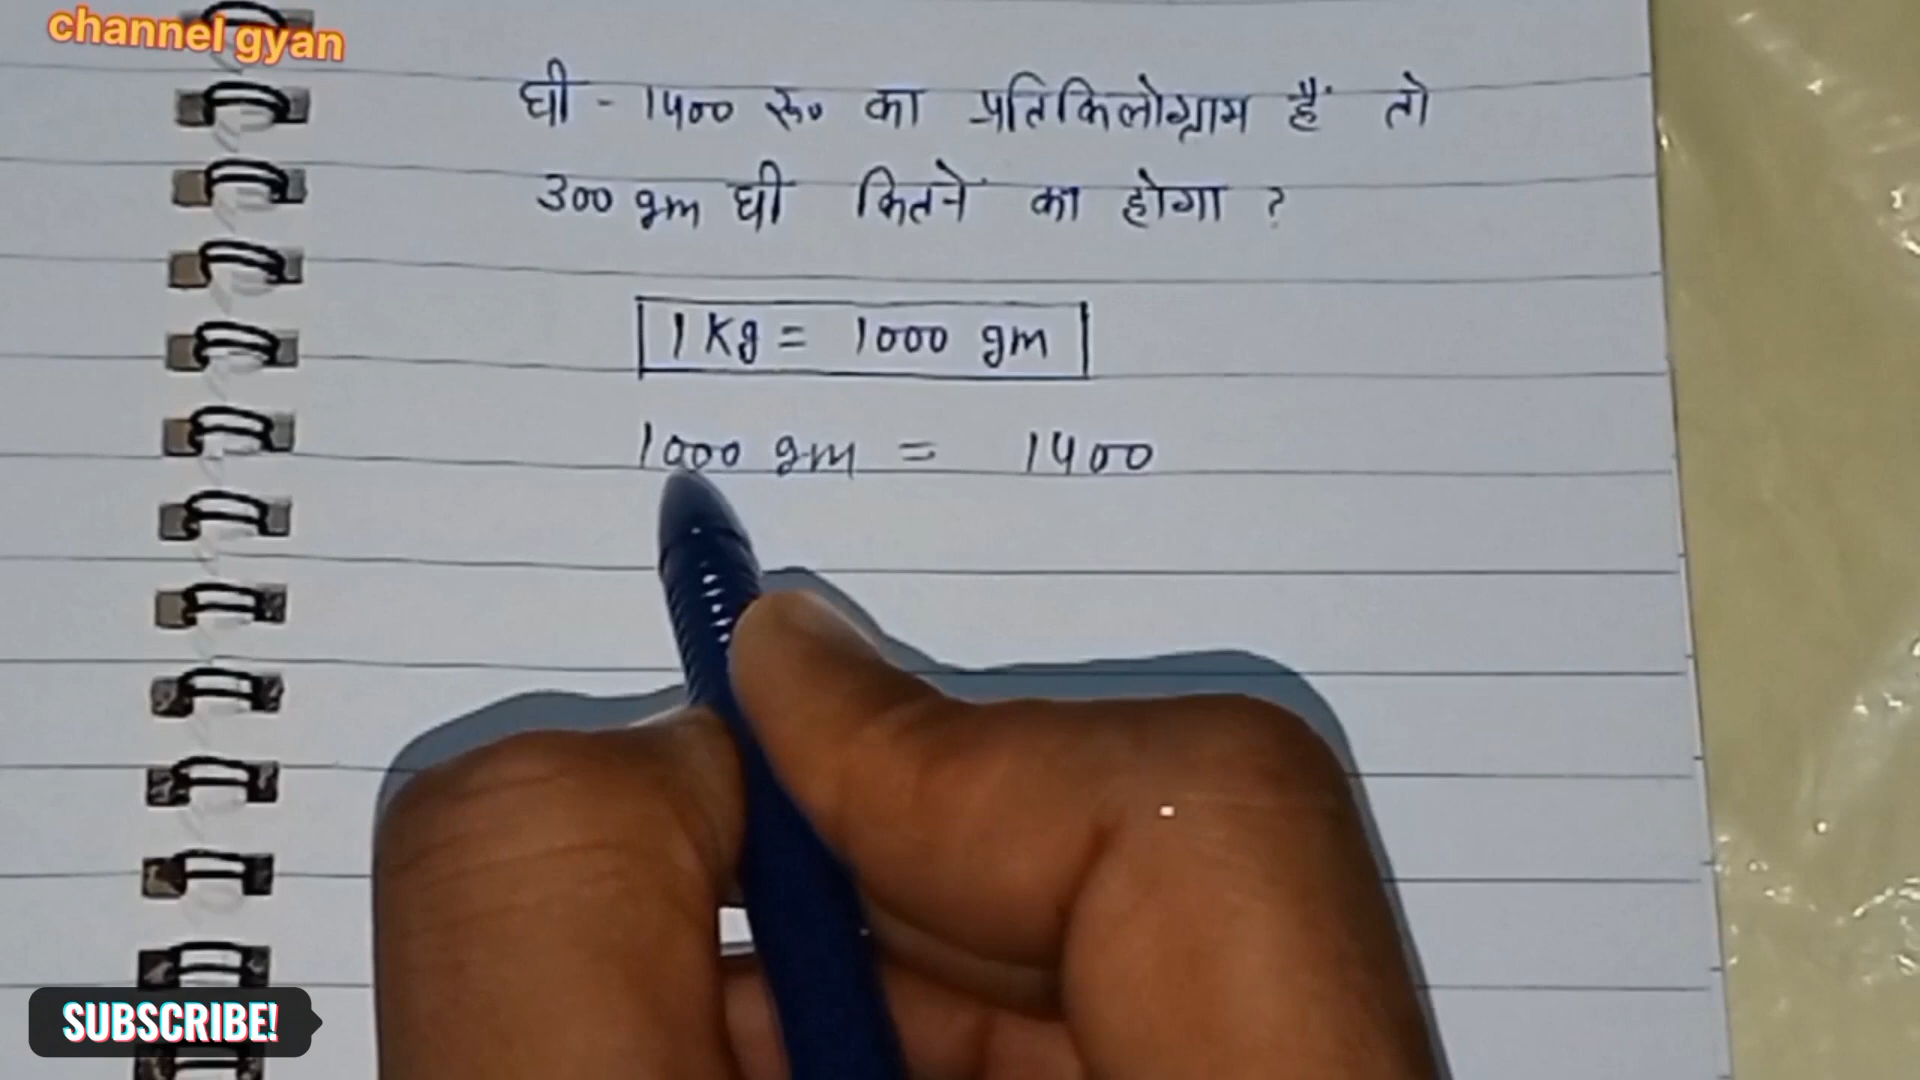 channel gyan
घी - 1400 रू० का प्रतिकिलोग्राम हैं तो
300 gm घी कितनें का होगा ?
1 Kg = 1000 gm
1000 gm = 1400
SUBSCRIBE!